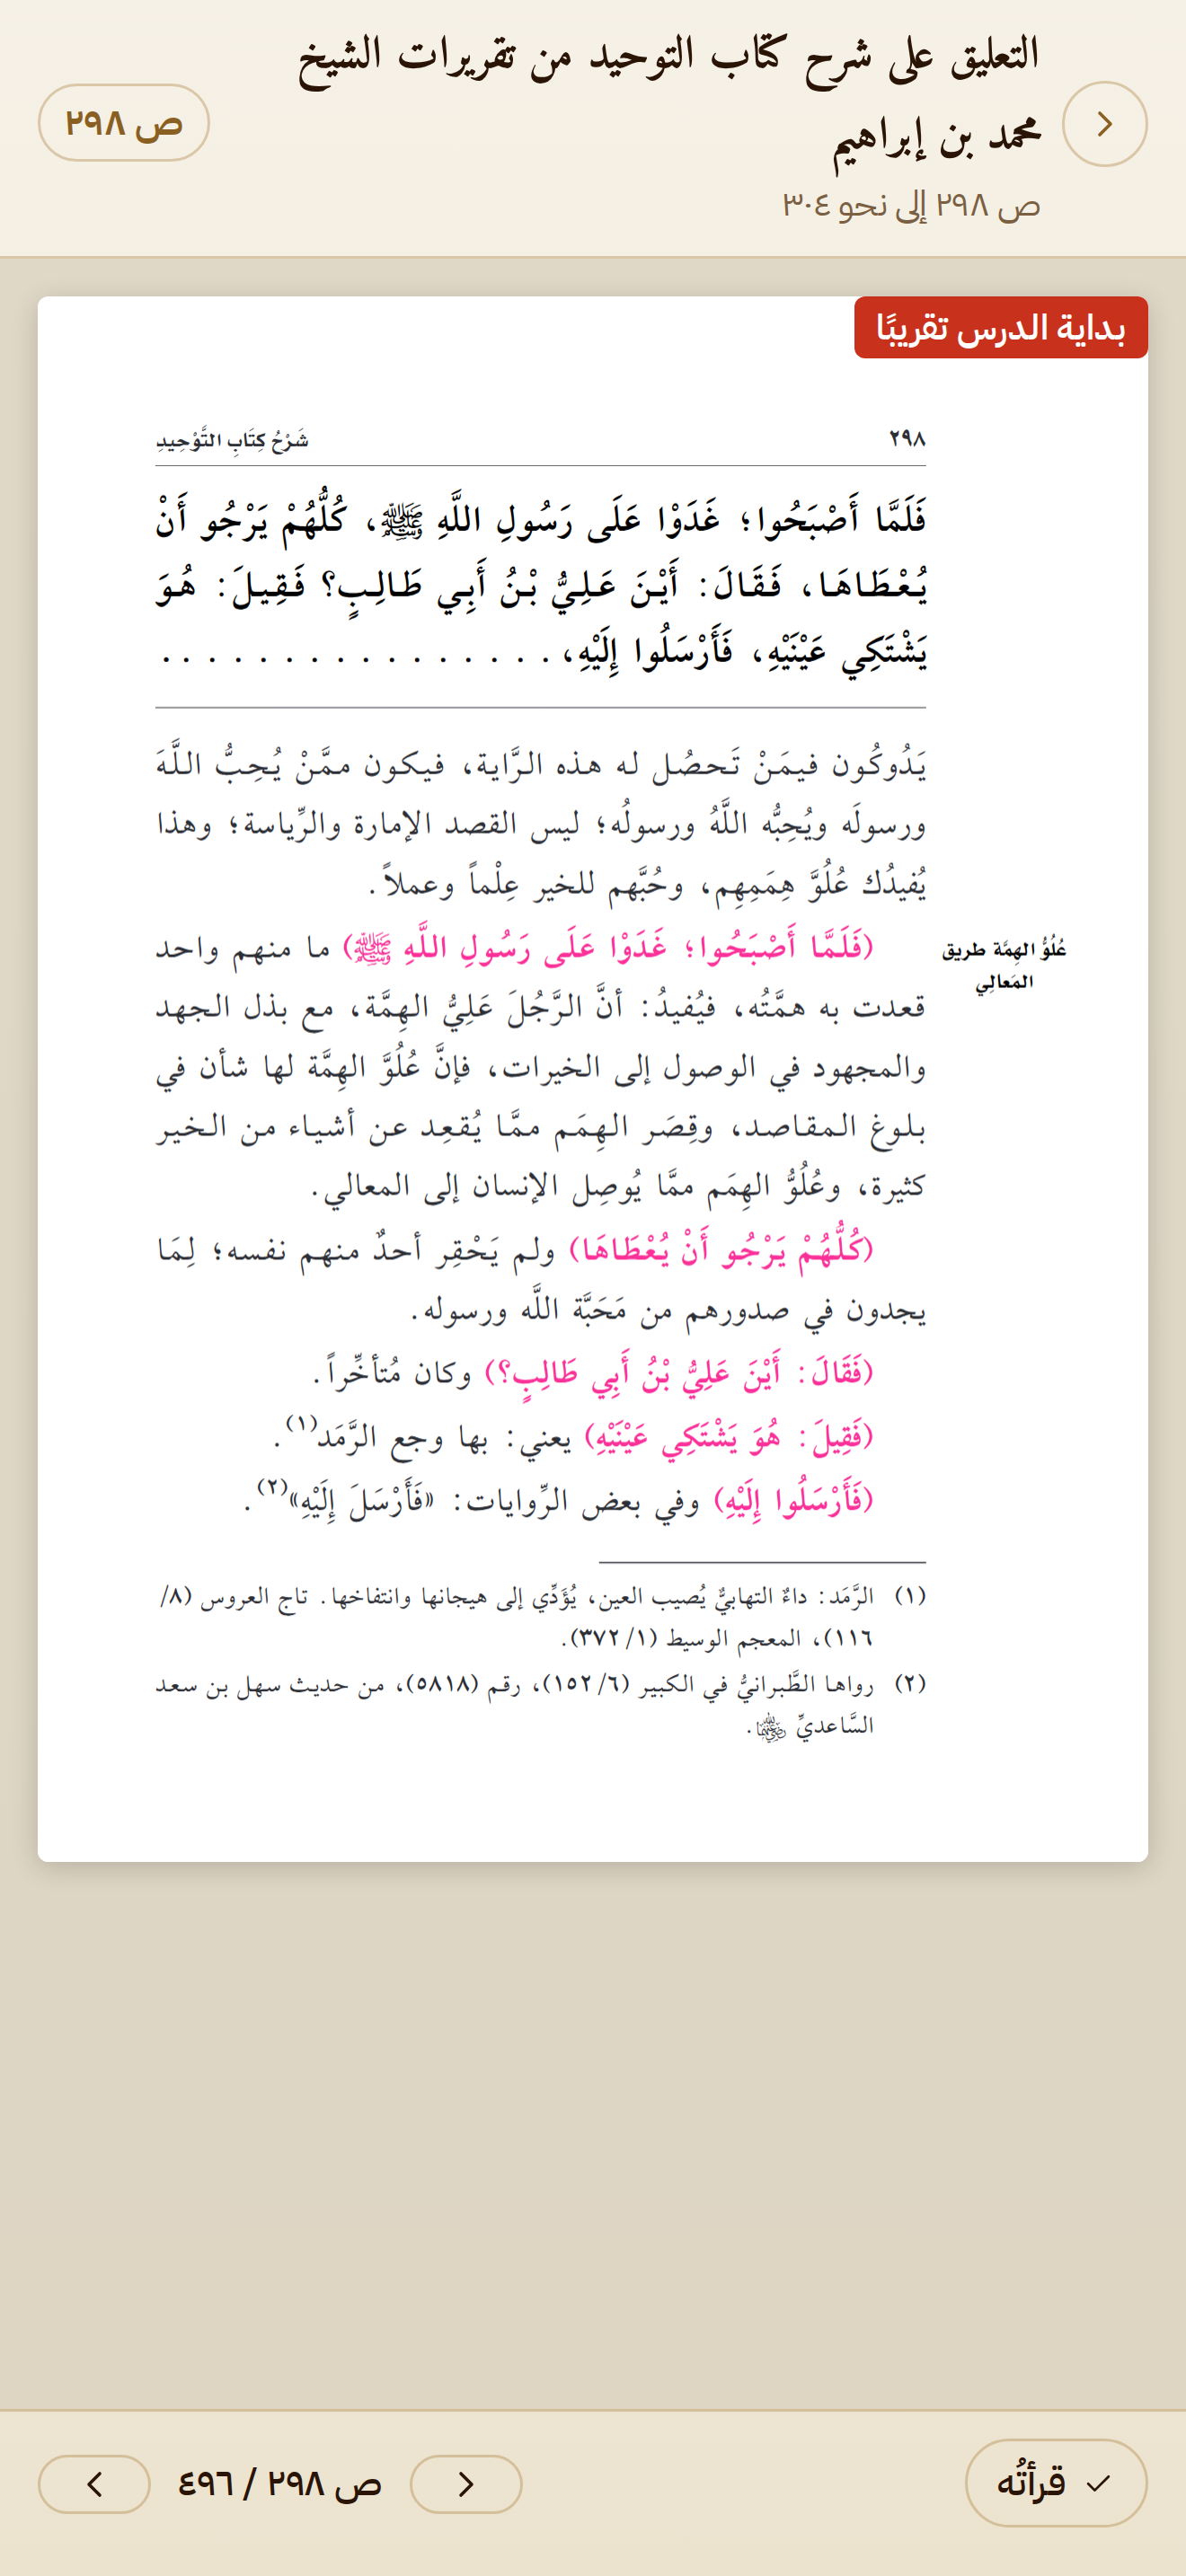 التعليق على شرح كتاب التوحيد من تقريرات الشيخ
محمد بن إبراهيم
ص ٢٩٨ إلى نحو ٣٠٤
ص ٢٩٨
بداية الدرس تقريبًا
٢٩٨
شَرْحُ كِتَابِ التَّوْحِيدِ
فَلَمَّا أَصْبَحُوا؛ غَدَوْا عَلَى رَسُولِ اللَّهِ ﷺ، كُلُّهُمْ يَرْجُو أَنْ
يُعْطَاهَا، فَقَالَ: أَيْنَ عَلِيُّ بْنُ أَبِي طَالِبٍ؟ فَقِيلَ: هُوَ
يَشْتَكِي عَيْنَيْهِ، فَأَرْسَلُوا إِلَيْهِ، . . . . . . . . . . . . . . . .
يَدُوكُون فيمَنْ تَحصُل له هذه الرَّاية، فيكون ممَّنْ يُحِبُّ اللَّهَ
ورسولَه ويُحِبُّه اللَّهُ ورسولُه؛ ليس القصد الإمارة والرِّياسة؛ وهذا
يُفيدُك عُلُوَّ هِمَمِهِم، وحُبَّهم للخير عِلْماً وعملاً.
(فَلَمَّا أَصْبَحُوا؛ غَدَوْا عَلَى رَسُولِ اللَّهِ ﷺ) ما منهم واحد
عُلُوُّ الهِمَّة طريق
المَعالِي
قعدت به همَّتُه، فيُفيدُ: أنَّ الرَّجُلَ عَلِيُّ الهِمَّة، مع بذل الجهد
والمجهود في الوصول إلى الخيرات، فإنَّ عُلُوَّ الهِمَّة لها شأن في
بلوغ المقاصد، وقِصَر الهِمَم ممَّا يُقعِد عن أشياء من الخير
كثيرة، وعُلُوُّ الهِمَم ممَّا يُوصِل الإنسان إلى المعالي.
(كُلُّهُمْ يَرْجُو أَنْ يُعْطَاهَا) ولم يَحْقِر أحدٌ منهم نفسه؛ لِمَا
يجدون في صدورهم من مَحَبَّة اللَّه ورسوله.
(فَقَالَ: أَيْنَ عَلِيُّ بْنُ أَبِي طَالِبٍ؟) وكان مُتأخِّراً.
(فَقِيلَ: هُوَ يَشْتَكِي عَيْنَيْهِ) يعني: بها وجع الرَّمَد(١).
(فَأَرْسَلُوا إِلَيْهِ) وفي بعض الرِّوايات: «فَأَرْسَلَ إِلَيْهِ»(٢).
(١) الرَّمَد: داءٌ التهابيٌّ يُصيب العين، يُؤَدِّي إلى هيجانها وانتفاخها. تاج العروس (٨/
١١٦)، المعجم الوسيط (١/ ٣٧٢).
(٢) رواها الطَّبرانيُّ في الكبير (٦/ ١٥٢)، رقم (٥٨١٨)، من حديث سهل بن سعد
السَّاعديِّ رضي الله عنهما.
قرأتُه
ص ٢٩٨ / ٤٩٦